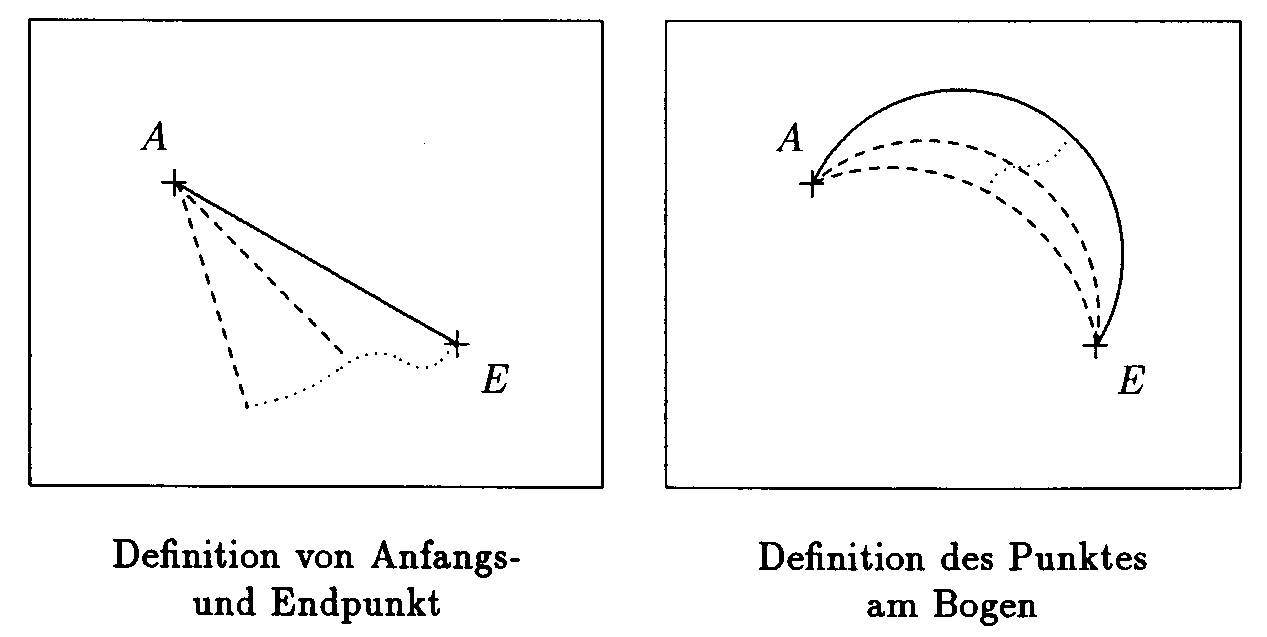 A
E
Definition von Anfangs-
und Endpunkt
A
E
Definition des Punktes
am Bogen